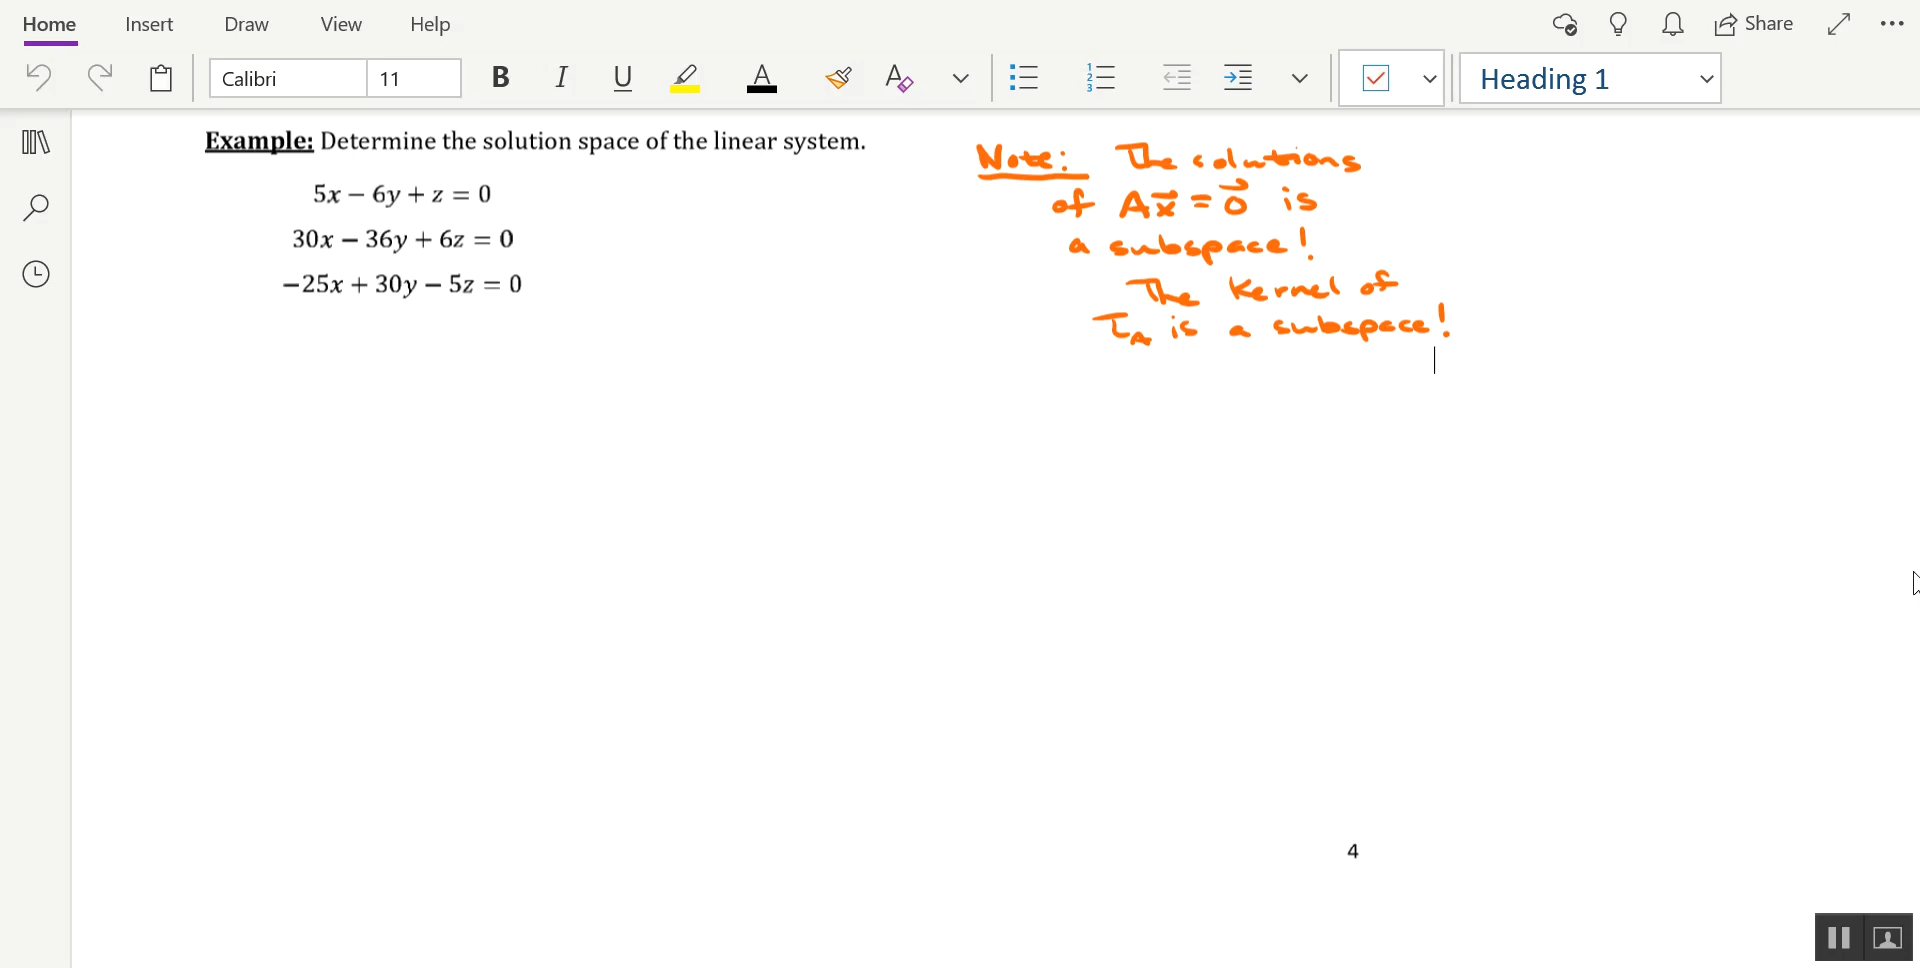 Home Insert Draw View Help Share
Calibri 11 B I U A A Heading 1
Example: Determine the solution space of the linear system.
5x − 6y + z = 0
30x − 36y + 6z = 0
−25x + 30y − 5z = 0
Note: The solutions
of Ax⃗ = 0⃗ is
a subspace!
The kernel of
T_A is a subspace!
4